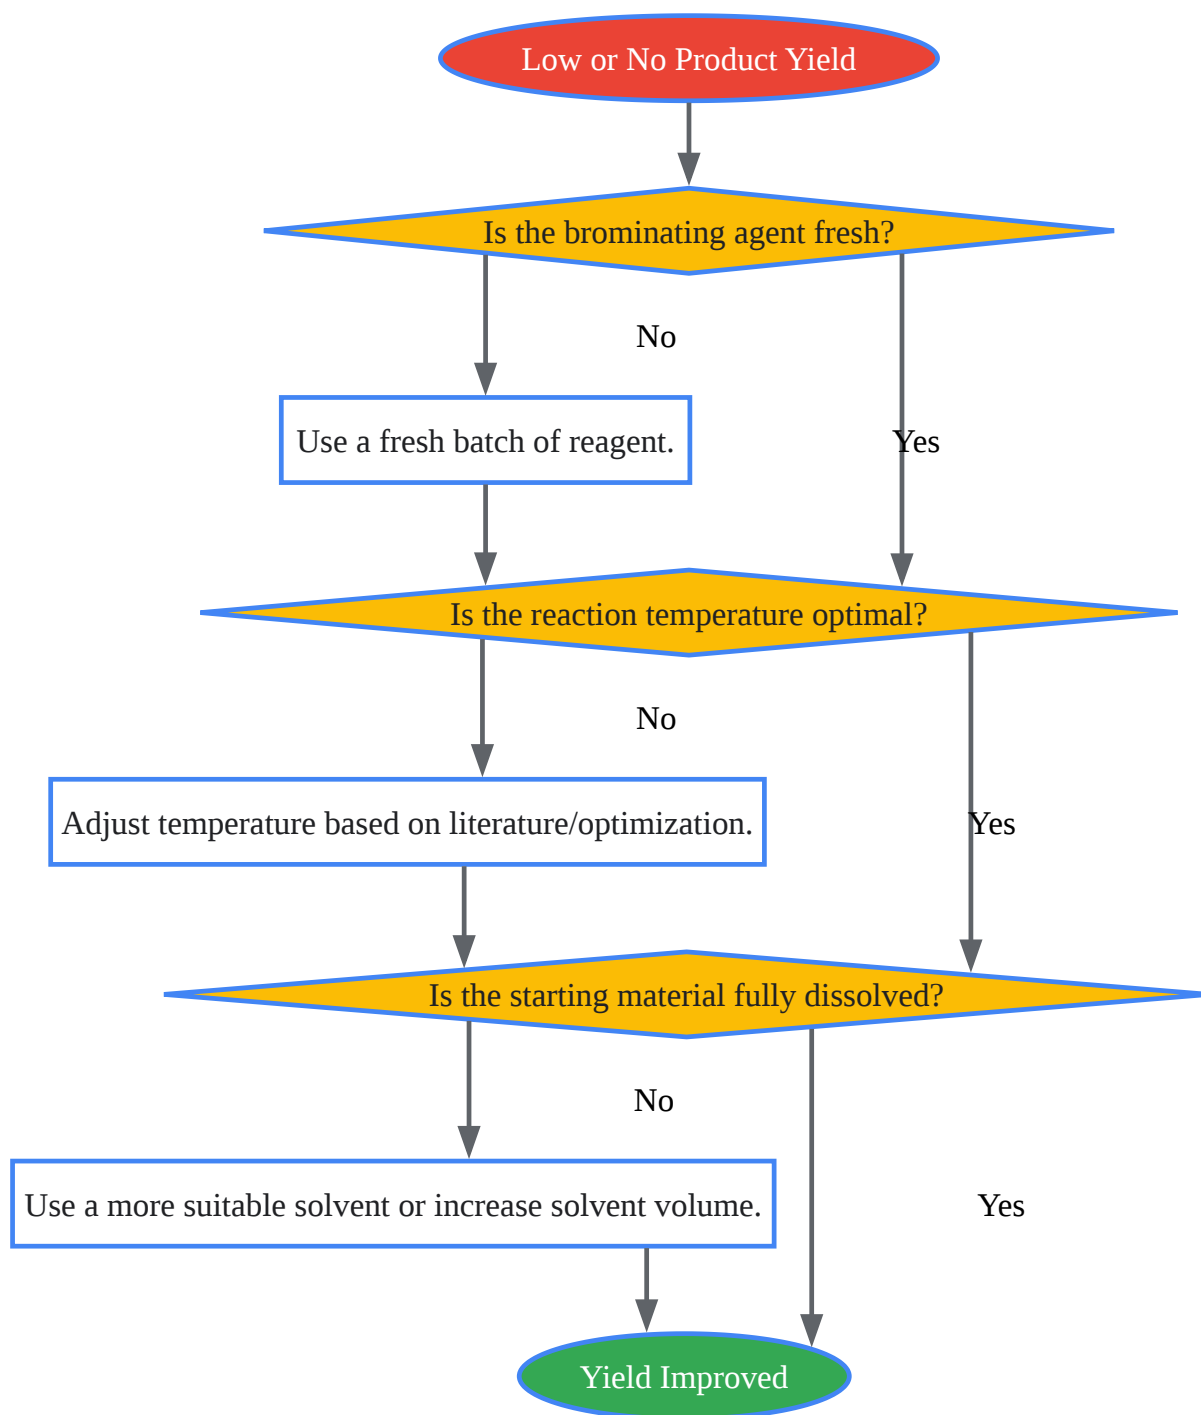 Low or No Product Yield
Is the brominating agent fresh?
No
Use a fresh batch of reagent.
Yes
Is the reaction temperature optimal?
No
Adjust temperature based on literature/optimization.
Yes
Is the starting material fully dissolved?
No
Use a more suitable solvent or increase solvent volume.
Yes
Yield Improved